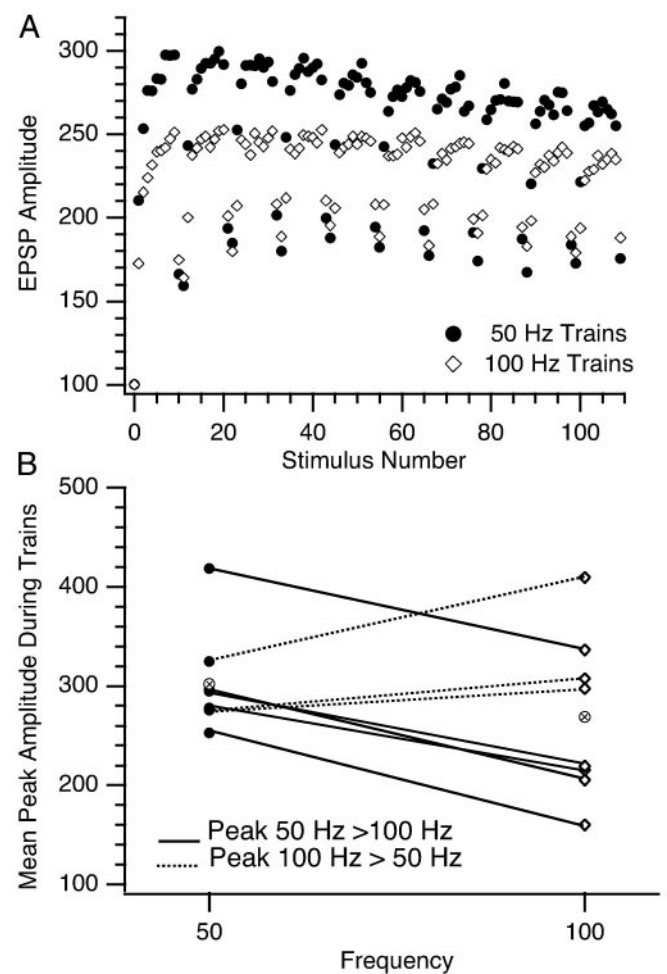 A
EPSP Amplitude
300
250
200
150
100
50 Hz Trains
100 Hz Trains
0
20
40
60
80
100
Stimulus Number
B
Mean Peak Amplitude During Trains
500
400
300
200
100
Peak 50 Hz >100 Hz
Peak 100 Hz > 50 Hz
50
100
Frequency